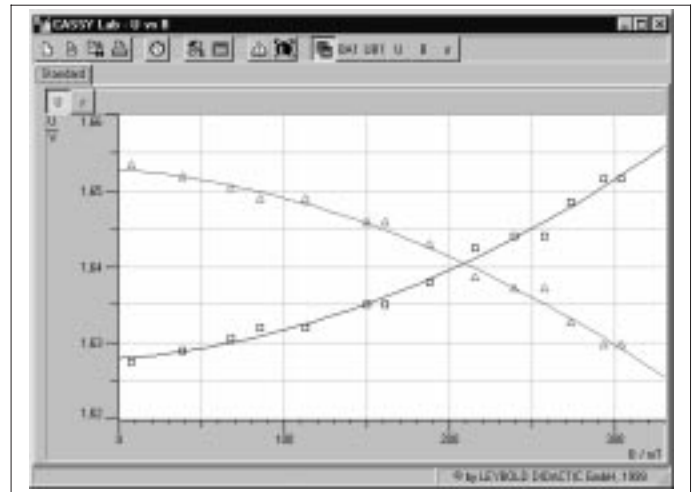 CASSY Lab - U vs B
Standard
U
V
1.66
1.65
1.64
1.63
1.62
0 100 200 300
B / mT
© by LEYBOLD DIDACTIC GmbH, 1999